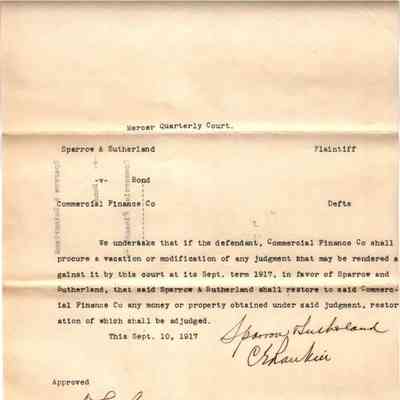 Mercer Quarterly Court.
Sparrow & Sutherland Plaintiff
-v- Bond
Commercial Finance Co Defts
We undertake that if the defendant, Commercial Finance Co shall
procure a vacation or modification of any judgment that may be rendered a
gainst it by this court at its Sept. term 1917, in favor of Sparrow and
Sutherland, that said Sparrow & Sutherland shall restore to said Commerc-
ial Finance Co any money or property obtained under said judgment, restor
ation of which shall be adjudged.
This Sept. 10, 1917
Sparrow & Sutherland
C E Rankin
Approved